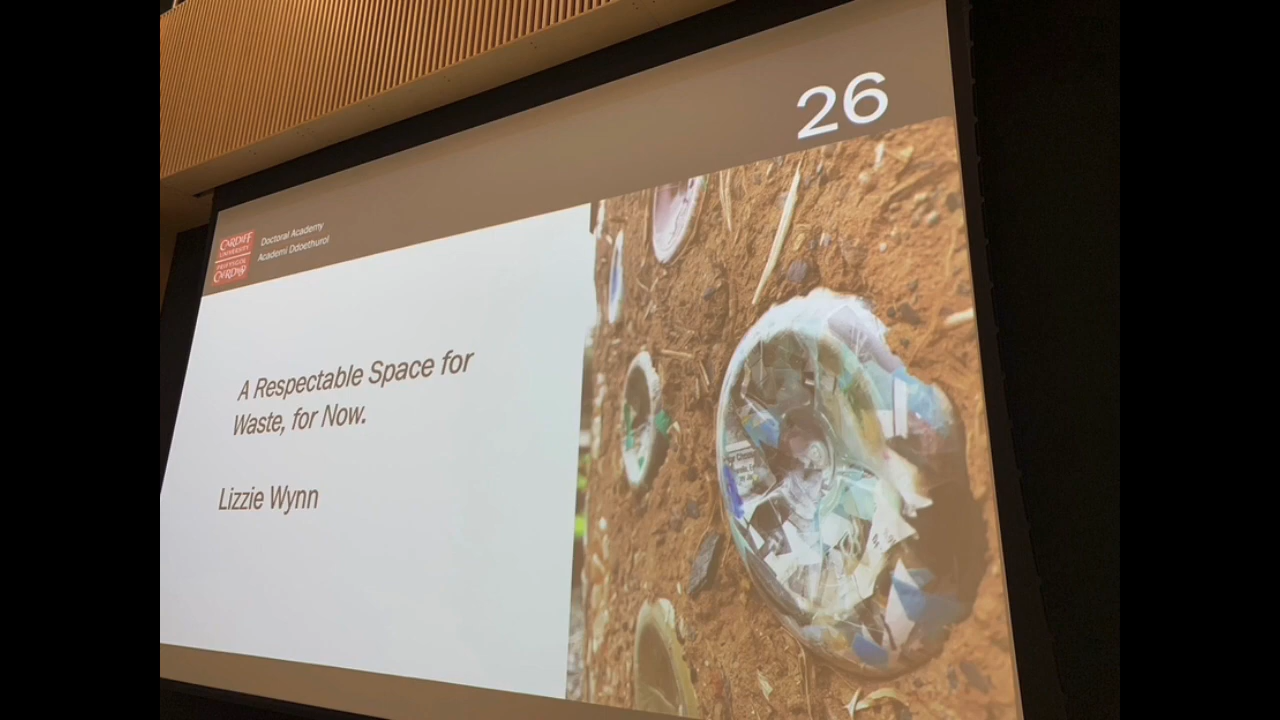 26
CARDIFF
UNIVERSITY
PRIFYSGOL
CAERDYDD
Doctoral Academy
Academi Ddoethurol
A Respectable Space for
Waste, for Now.
Lizzie Wynn